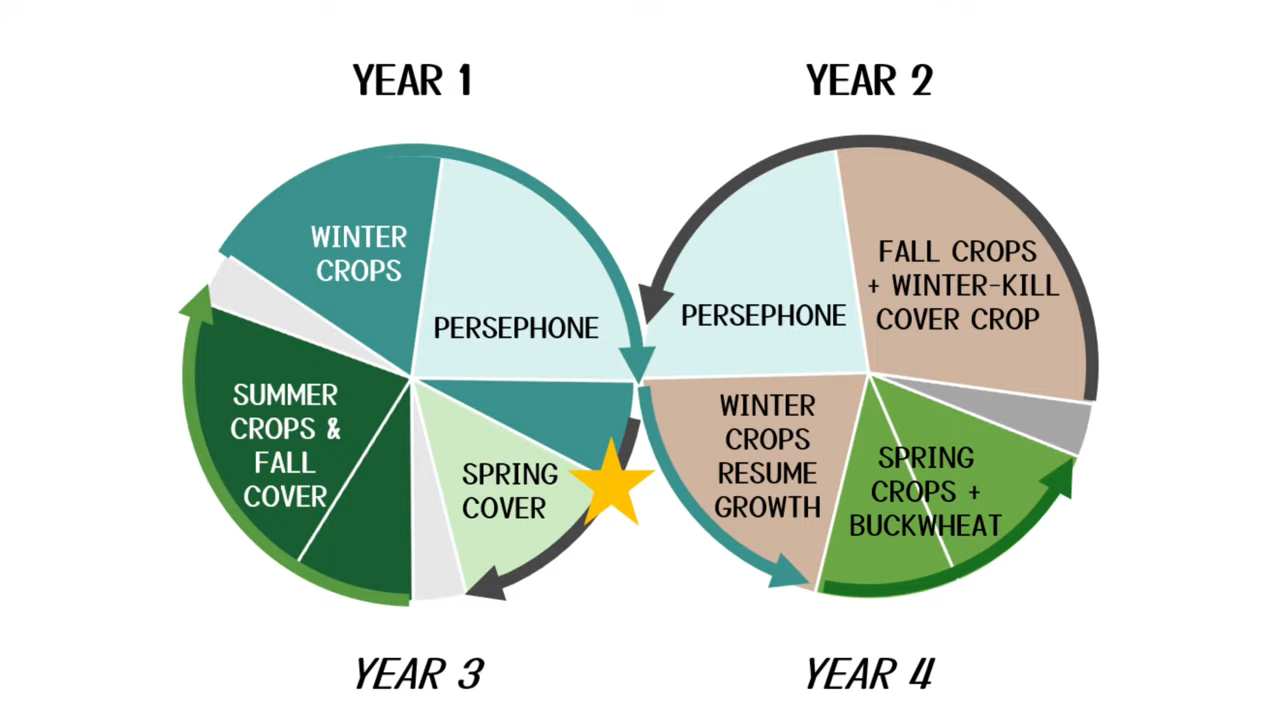 YEAR 1
YEAR 2
WINTER
CROPS
PERSEPHONE
SUMMER
CROPS &
FALL
COVER
SPRING
COVER
PERSEPHONE
FALL CROPS
+ WINTER-KILL
COVER CROP
WINTER
CROPS
RESUME
GROWTH
SPRING
CROPS +
BUCKWHEAT
YEAR 3
YEAR 4